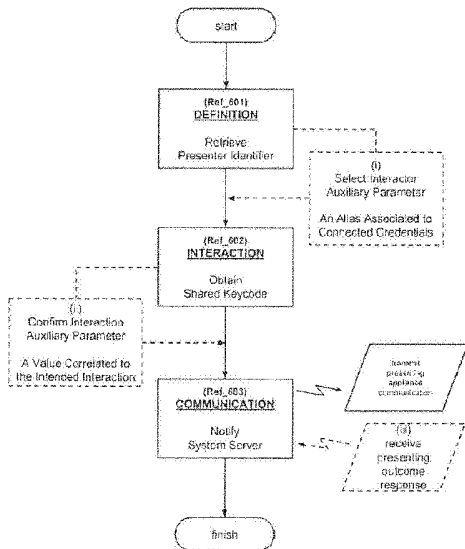 start
(Ref_601)
DEFINITION
Retrieve
Presenter Identifier
(i)
Select Interactor
Auxiliary Parameter
An Alias Associated to
Connected Credentials
(Ref_602)
INTERACTION
Obtain
Shared Keycode
Confirm Interaction
Auxiliary Parameter
A Value Correlated to
the Intended Interaction
(Ref_603)
COMMUNICATION
Notify
System Server
transmit
presenting
appliance
communication
receive
presenting
outcome
response
finish